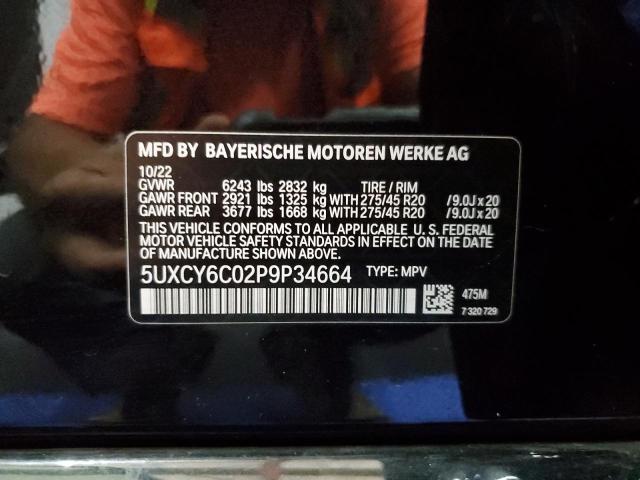 MFD BY BAYERISCHE MOTOREN WERKE AG
10/22
GVWR 6243 lbs 2832 kg TIRE / RIM
GAWR FRONT 2921 lbs 1325 kg WITH 275/45 R20 /9.0J x 20
GAWR REAR 3677 lbs 1668 kg WITH 275/45 R20 /9.0J x 20
THIS VEHICLE CONFORMS TO ALL APPLICABLE U. S. FEDERAL
MOTOR VEHICLE SAFETY STANDARDS IN EFFECT ON THE DATE
OF MANUFACTURE SHOWN ABOVE.
5UXCY6C02P9P34664 TYPE: MPV
475M
7 320 729